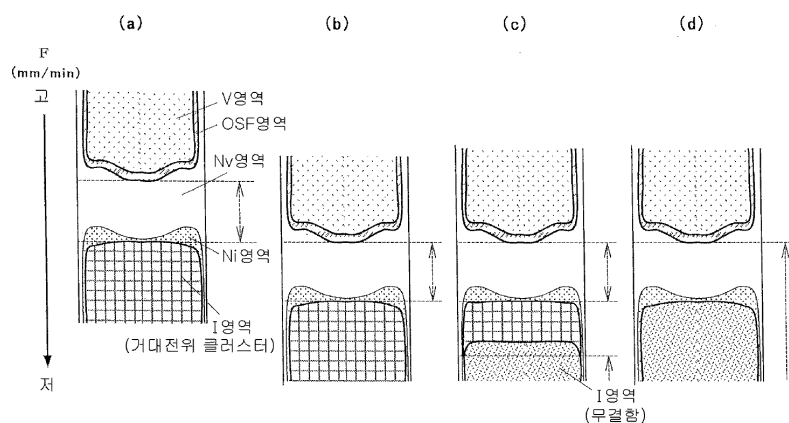 (a)
(b)
(c)
(d)
F
(mm/min)
고
V영역
OSF영역
Nv영역
Ni영역
I영역
(거대전위 클러스터)
저
I영역
(무결함)